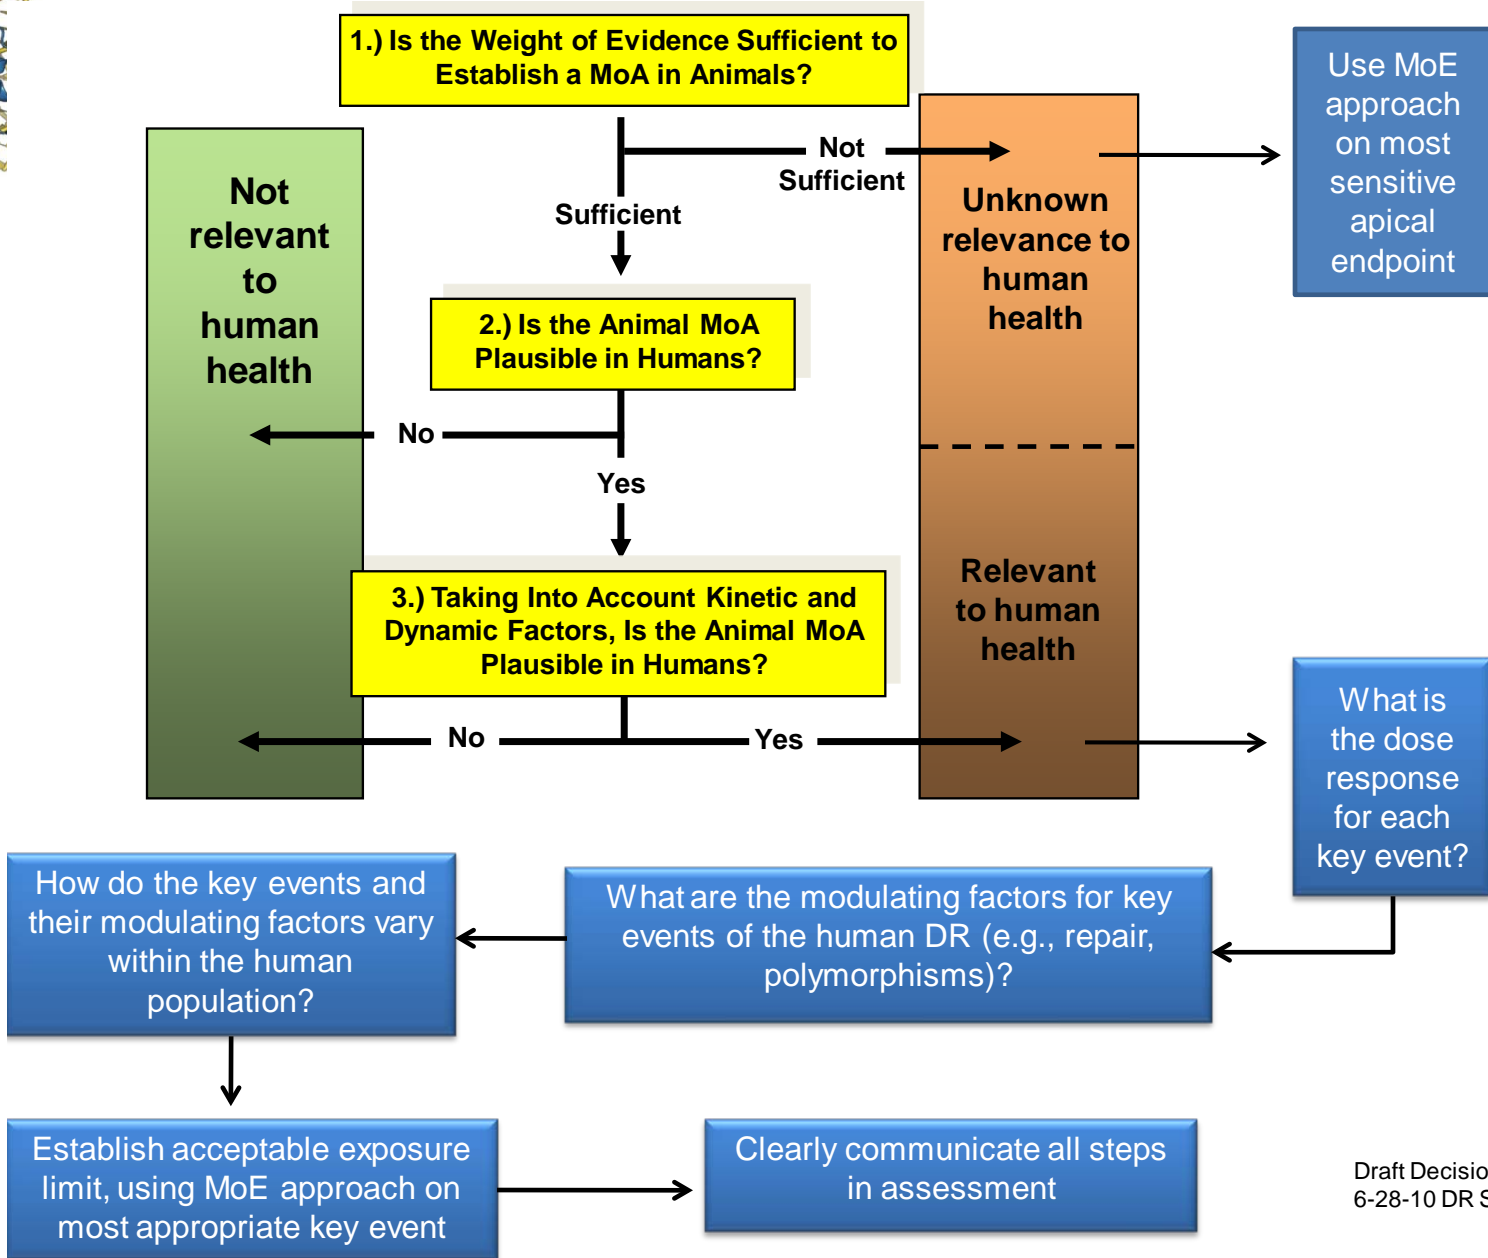 1.) Is the Weight of Evidence Sufficient to
Establish a MoA in Animals?
Use MoE
approach
on most
sensitive
apical
endpoint
Not
Sufficient
Not
relevant
to
human
health
Sufficient
Unknown
relevance to
human
health
2.) Is the Animal MoA
Plausible in Humans?
No
Yes
3.) Taking Into Account Kinetic and
Dynamic Factors, Is the Animal MoA
Plausible in Humans?
Relevant
to human
health
No
Yes
What is
the dose
response
for each
key event?
What are the modulating factors for key
events of the human DR (e.g., repair,
polymorphisms)?
How do the key events and
their modulating factors vary
within the human
population?
Establish acceptable exposure
limit, using MoE approach on
most appropriate key event
Clearly communicate all steps
in assessment
Draft
6-28-10 DR